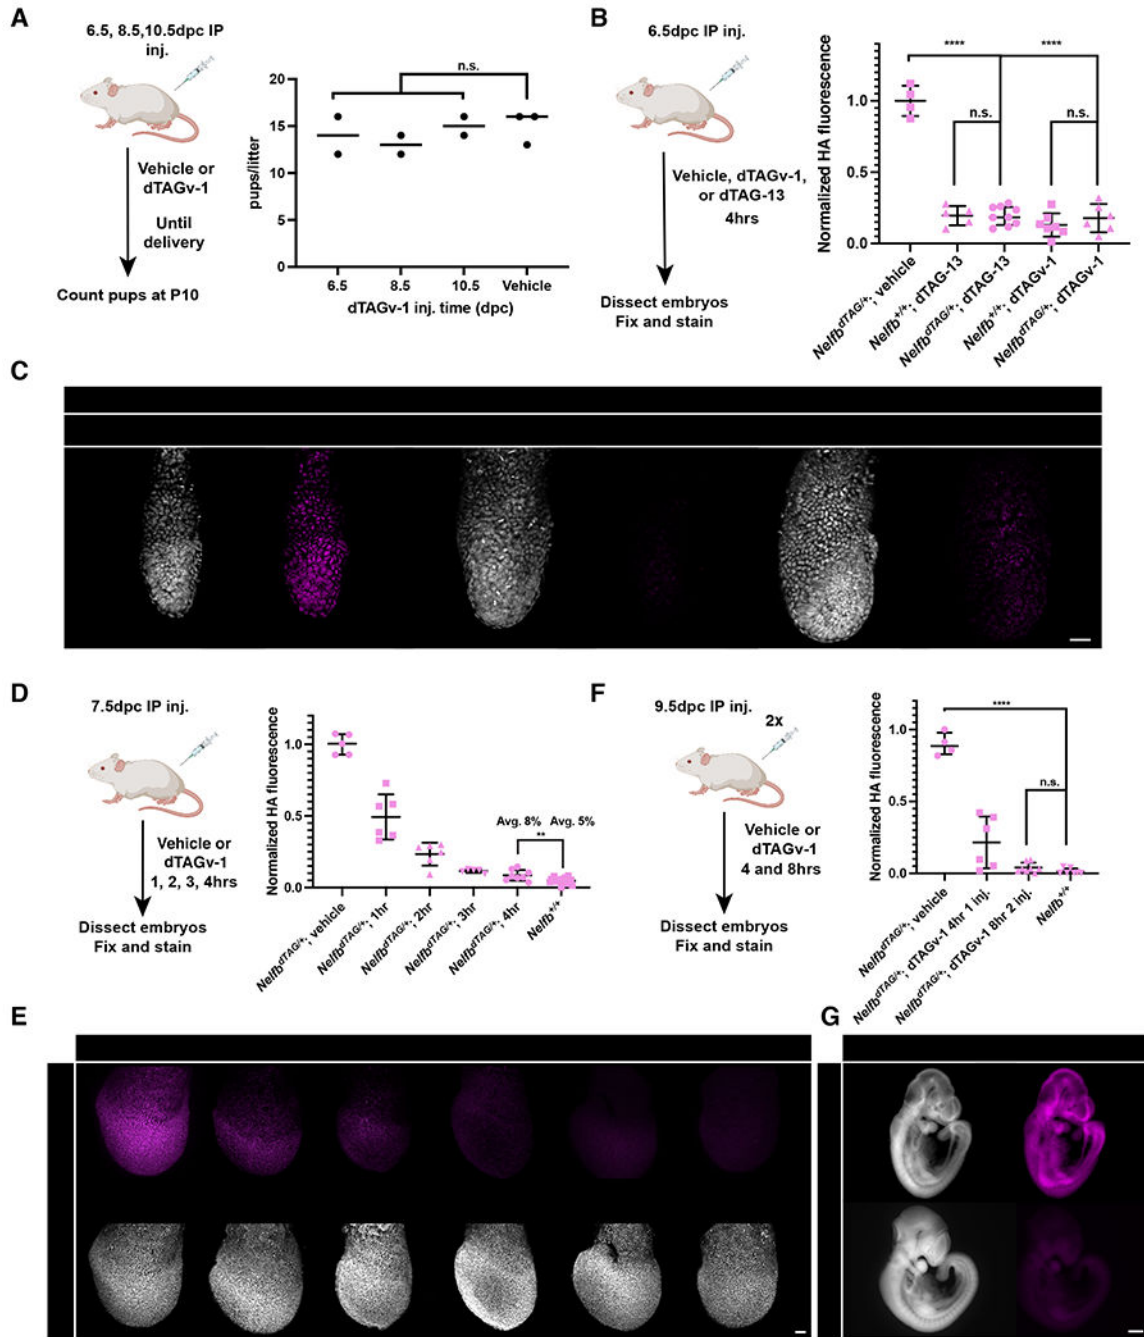 A
6.5, 8.5,10.5dpc IP
inj.
Vehicle or
dTAGv-1
Until
delivery
Count pups at P10
pups/litter
20
15
10
5
0
n.s.
6.5
8.5
10.5
Vehicle
dTAGv-1 inj. time (dpc)
B
6.5dpc IP inj.
Vehicle, dTAGv-1,
or dTAG-13
4hrs
Dissect embryos
Fix and stain
Normalized HA fluorescence
1.0
0.5
0.0
****
****
n.s.
n.s.
Nelfb^dTAG/+; vehicle
Nelfb^+/+; dTAG-13
Nelfb^dTAG/+; dTAG-13
Nelfb^+/+; dTAGv-1
Nelfb^dTAG/+; dTAGv-1
C
D
7.5dpc IP inj.
Vehicle or
dTAGv-1
1, 2, 3, 4hrs
Dissect embryos
Fix and stain
Normalized HA fluorescence
1.0
0.5
0.0
Avg. 8%
Avg. 5%
**
Nelfb^dTAG/+; vehicle
Nelfb^dTAG/+; 1hr
Nelfb^dTAG/+; 2hr
Nelfb^dTAG/+; 3hr
Nelfb^dTAG/+; 4hr
Nelfb^+/+
F
9.5dpc IP inj.
2x
Vehicle or
dTAGv-1
4 and 8hrs
Dissect embryos
Fix and stain
Normalized HA fluorescence
1.0
0.5
0.0
****
n.s.
Nelfb^dTAG/+; vehicle
Nelfb^dTAG/+; dTAGv-1 4hr 1 inj.
Nelfb^dTAG/+; dTAGv-1 8hr 2 inj.
Nelfb^+/+
E
G